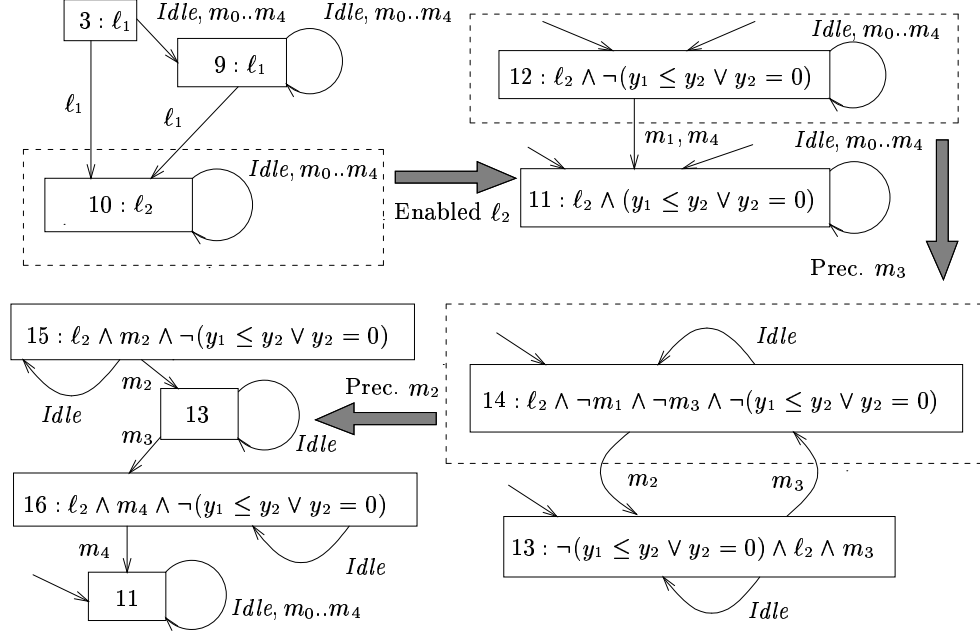 3 : ℓ₁
Idle, m₀..m₄
Idle, m₀..m₄
9 : ℓ₁
ℓ₁
ℓ₁
Idle, m₀..m₄
10 : ℓ₂
Enabled ℓ₂
Idle, m₀..m₄
12 : ℓ₂ ∧ ¬(y₁ ≤ y₂ ∨ y₂ = 0)
m₁, m₄
Idle, m₀..m₄
11 : ℓ₂ ∧ (y₁ ≤ y₂ ∨ y₂ = 0)
Prec. m₃
15 : ℓ₂ ∧ m₂ ∧ ¬(y₁ ≤ y₂ ∨ y₂ = 0)
m₂
Idle
13
Idle
m₃
Prec. m₂
16 : ℓ₂ ∧ m₄ ∧ ¬(y₁ ≤ y₂ ∨ y₂ = 0)
m₄
Idle
11
Idle, m₀..m₄
Idle
14 : ℓ₂ ∧ ¬m₁ ∧ ¬m₃ ∧ ¬(y₁ ≤ y₂ ∨ y₂ = 0)
m₂
m₃
13 : ¬(y₁ ≤ y₂ ∨ y₂ = 0) ∧ ℓ₂ ∧ m₃
Idle